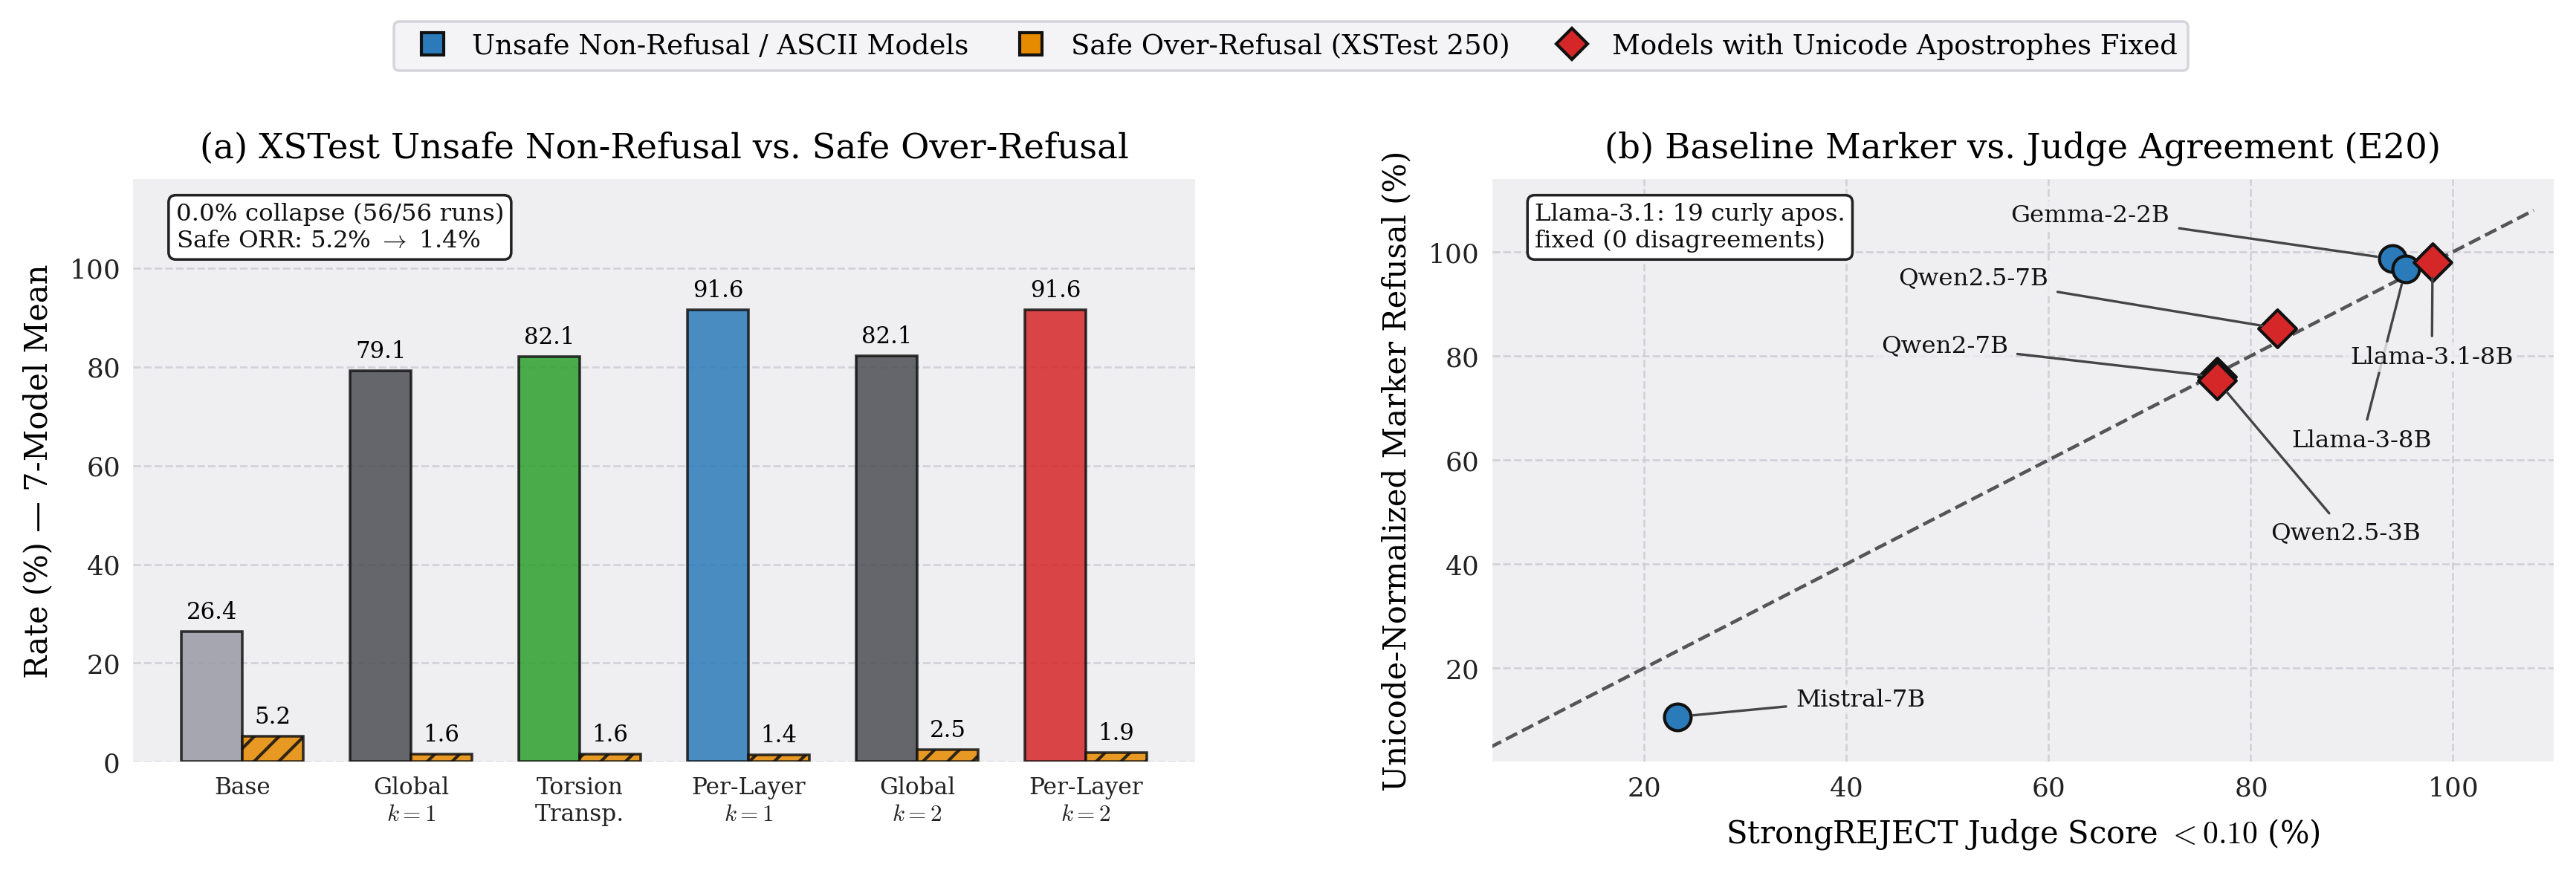 Unsafe Non-Refusal / ASCII Models
Safe Over-Refusal (XSTest 250)
Models with Unicode Apostrophes Fixed
(a) XSTest Unsafe Non-Refusal vs. Safe Over-Refusal
Rate (%) — 7-Model Mean
0.0% collapse (56/56 runs)
Safe ORR: 5.2% → 1.4%
100
80
60
40
20
0
26.4
5.2
79.1
1.6
82.1
1.6
91.6
1.4
82.1
2.5
91.6
1.9
Base
Global
k = 1
Torsion
Transp.
Per-Layer
k = 1
Global
k = 2
Per-Layer
k = 2
(b) Baseline Marker vs. Judge Agreement (E20)
Unicode-Normalized Marker Refusal (%)
Llama-3.1: 19 curly apos.
fixed (0 disagreements)
100
80
60
40
20
Gemma-2-2B
Qwen2.5-7B
Qwen2-7B
Llama-3.1-8B
Llama-3-8B
Qwen2.5-3B
Mistral-7B
20
40
60
80
100
StrongREJECT Judge Score < 0.10 (%)